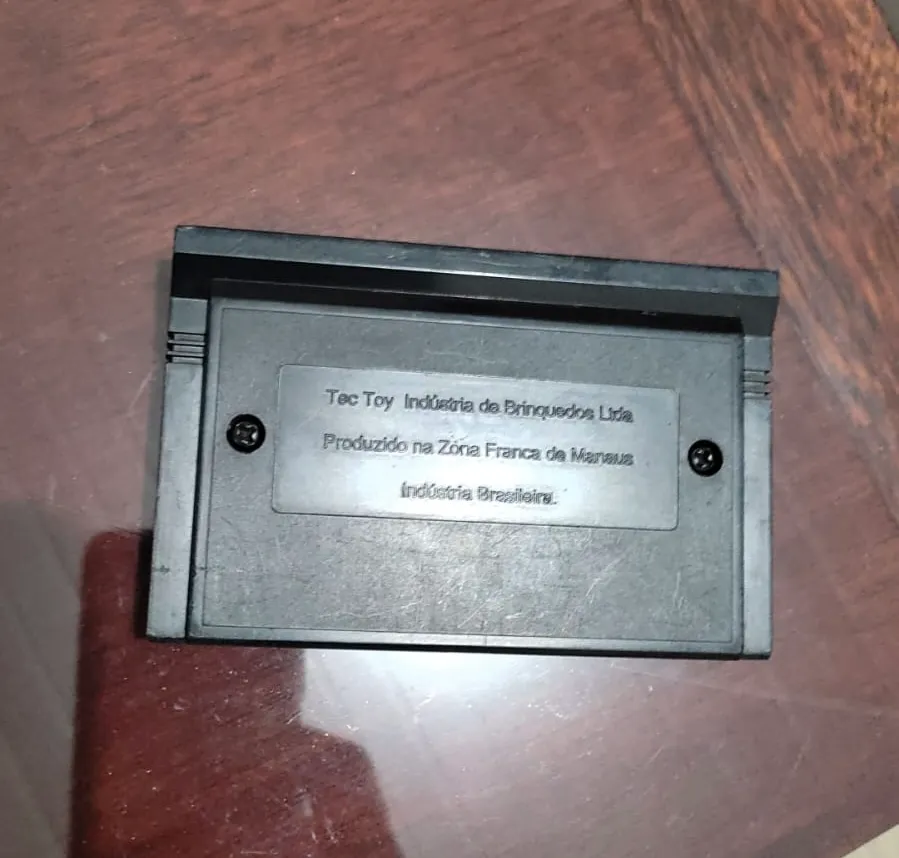 Tec Toy Indústria de Brinquedos Ltda
Produzido na Zona Franca de Manaus
Indústria Brasileira.